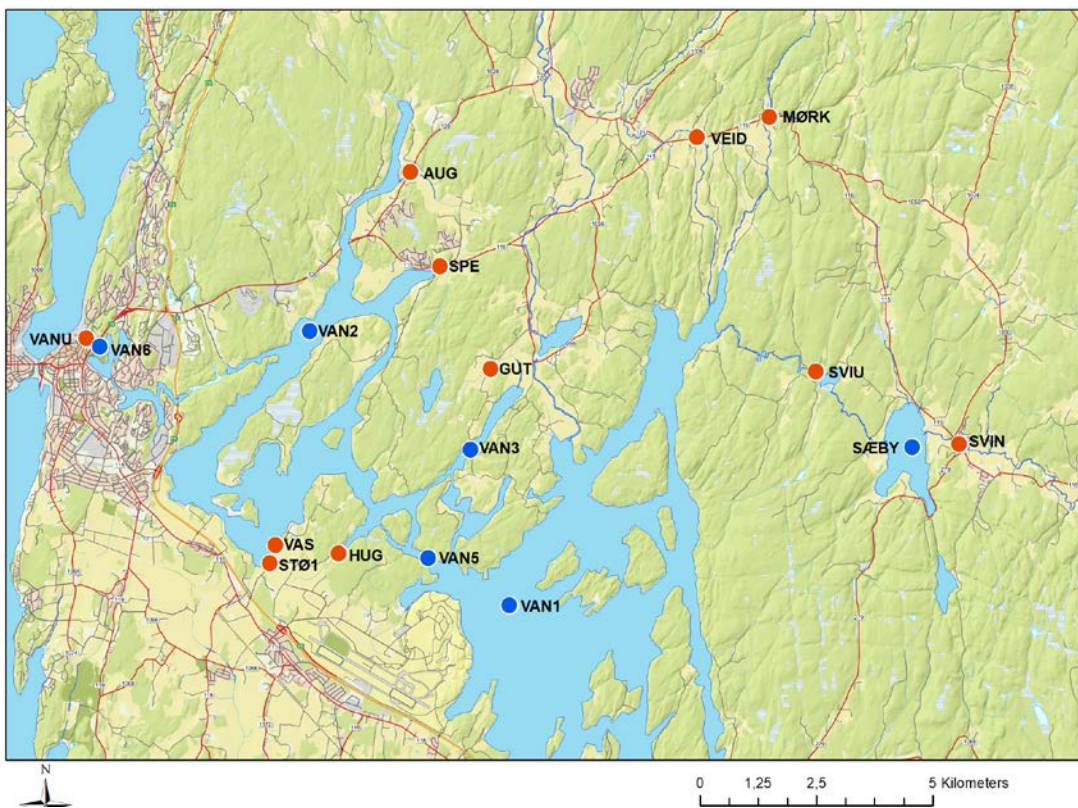 MØRK
VEID
AUG
SPE
VAN2
VANU
VAN6
GUT
SVIU
VAN3
SÆBY
SVIN
VAS
HUG
VAN5
STØ1
VAN1
N
0 1,25 2,5 5 Kilometers